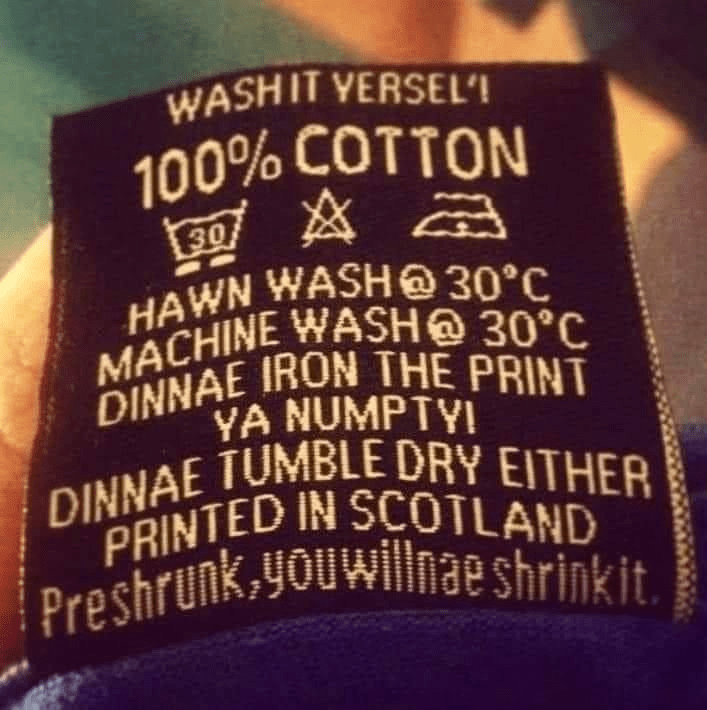 WASH IT YERSEL'!
100% COTTON
30
HAWN WASH @ 30°C
MACHINE WASH @ 30°C
DINNAE IRON THE PRINT
YA NUMPTY!
DINNAE TUMBLE DRY EITHER
PRINTED IN SCOTLAND
Preshrunk, you willnae shrink it.